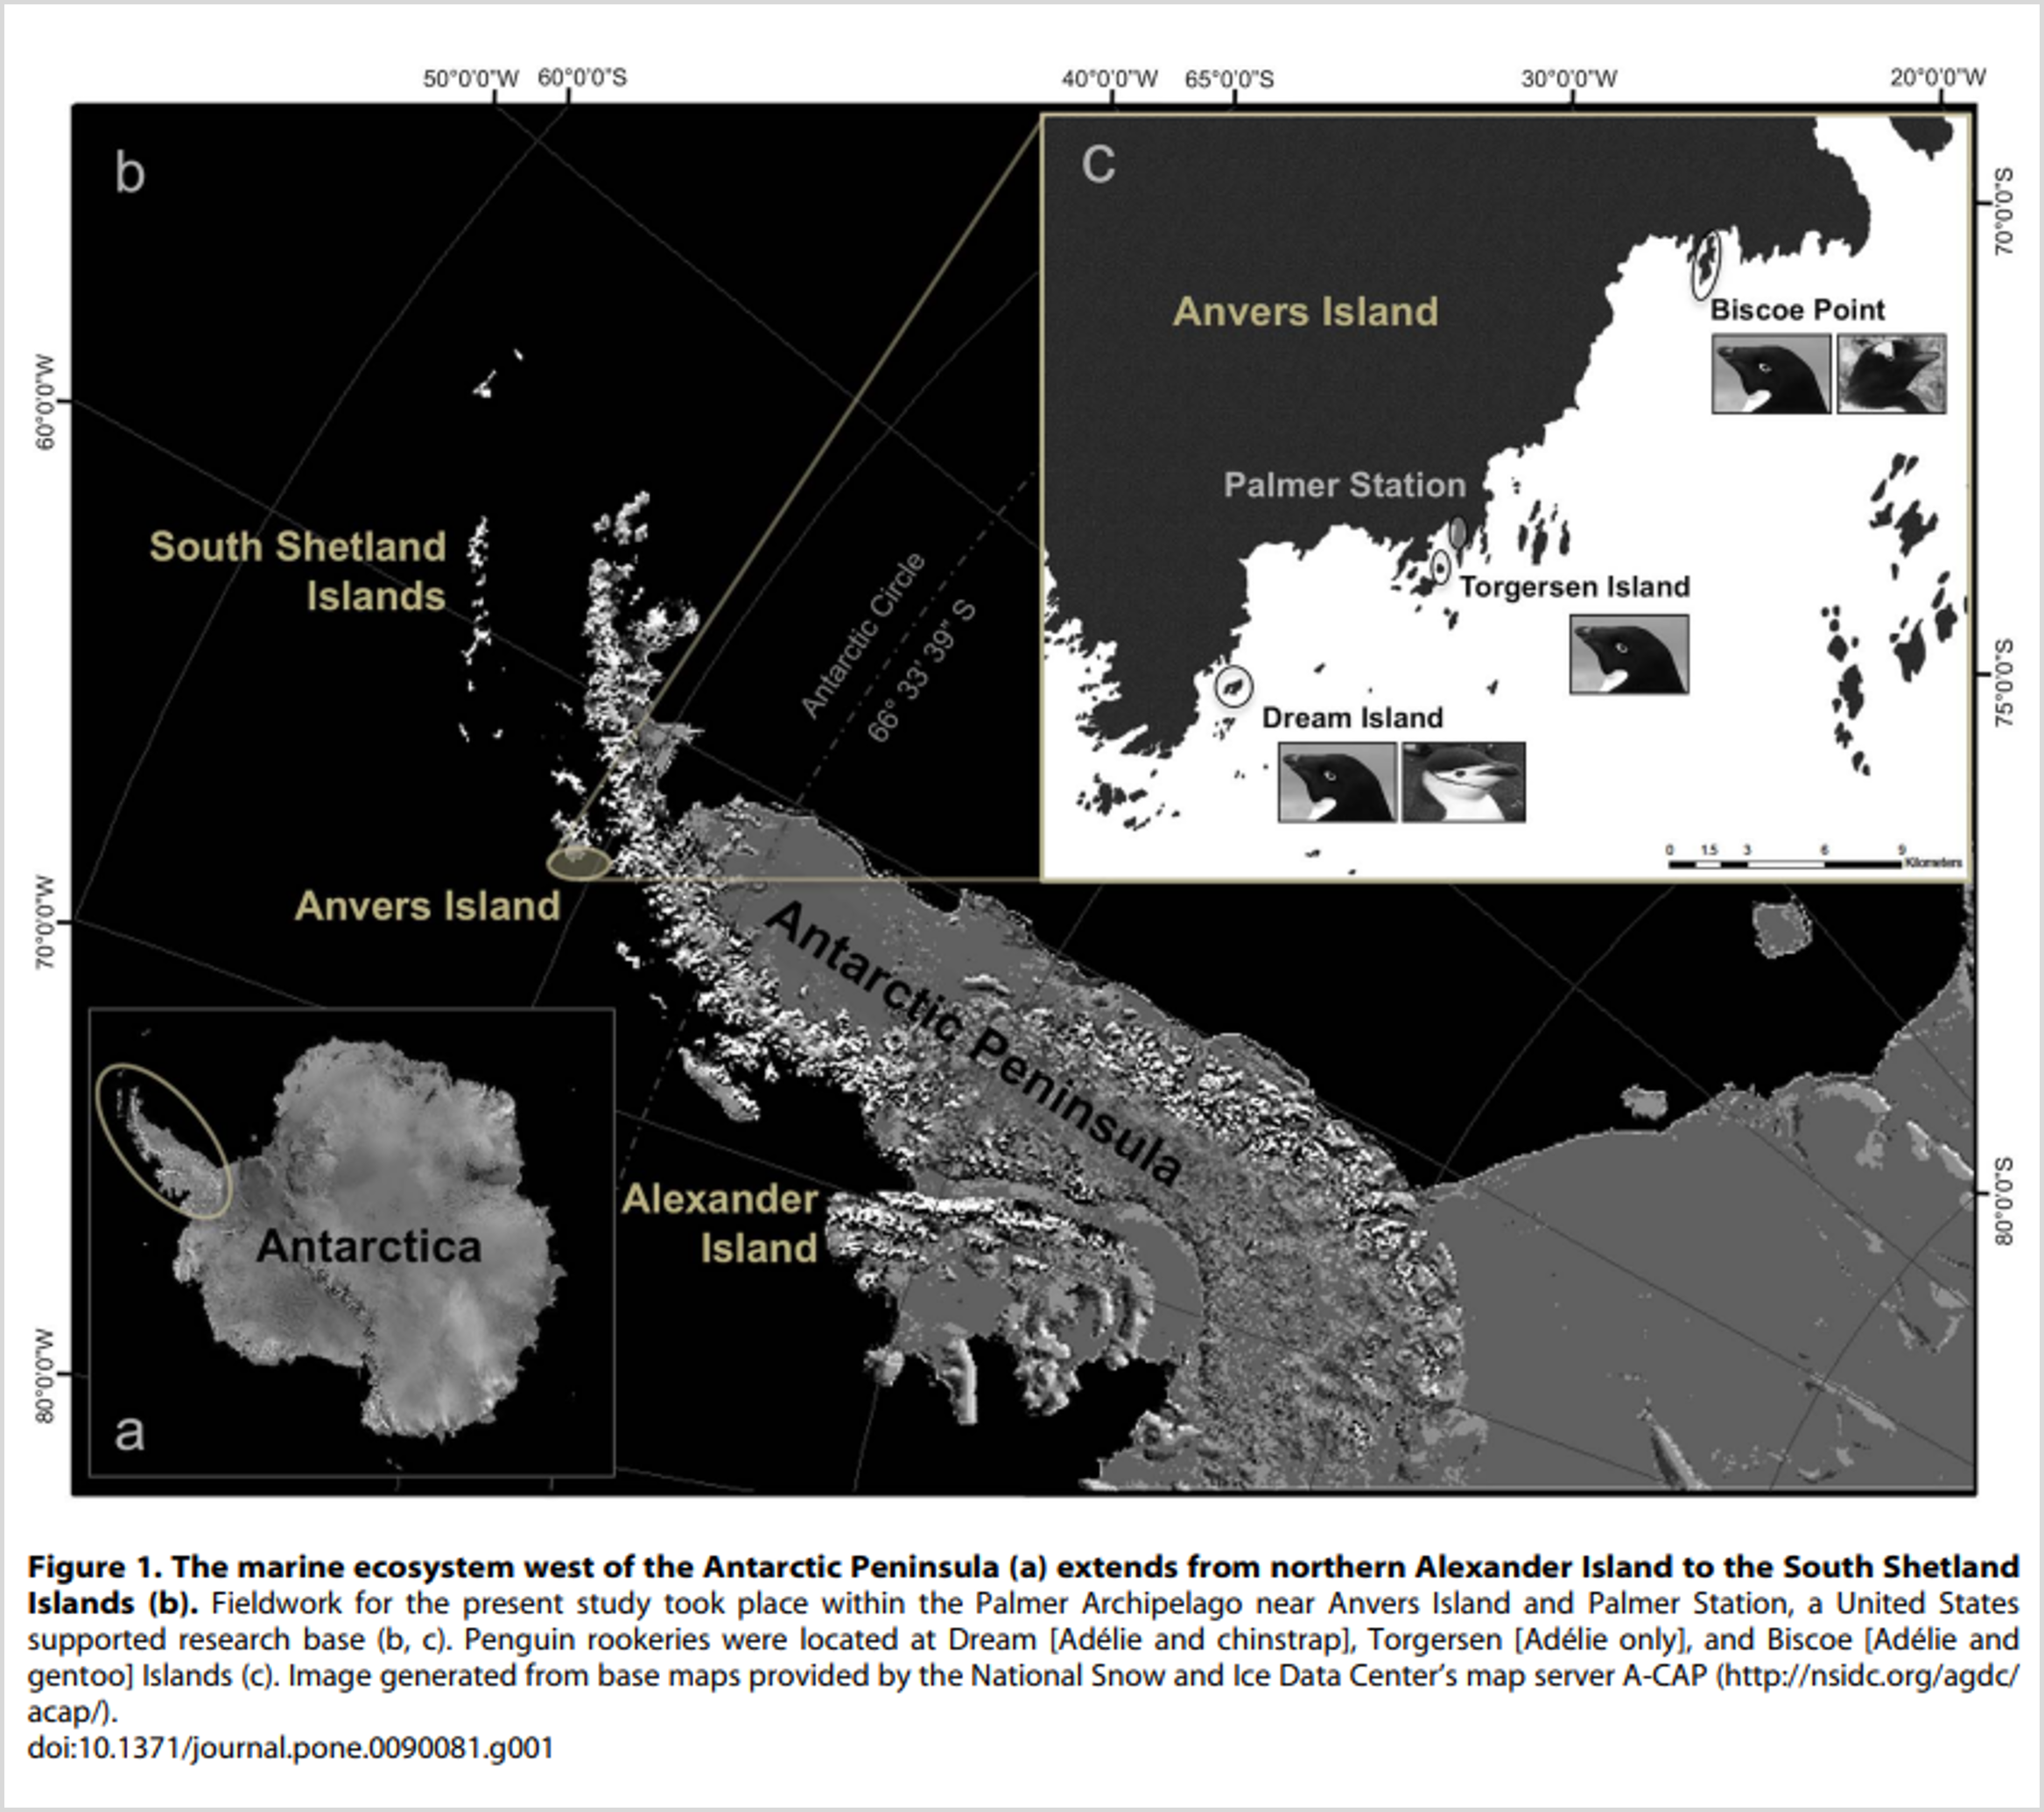 50°0'0"W 60°0'0"S 40°0'0"W 65°0'0"S 30°0'0"W 20°0'0"W
b
c
70°0'0"S
Anvers Island
Biscoe Point
60°0'0"W
Palmer Station
South Shetland
Islands
Torgersen Island
Antarctic Circle
66° 33' 39" S
75°0'0"S
Dream Island
0 1.5 3 6 9
Kilometers
Anvers Island
70°0'0"W
Antarctic Peninsula
Alexander
Island
80°0'0"S
Antarctica
80°0'0"W
a
Figure 1. The marine ecosystem west of the Antarctic Peninsula (a) extends from northern Alexander Island to the South Shetland
Islands (b). Fieldwork for the present study took place within the Palmer Archipelago near Anvers Island and Palmer Station, a United States
supported research base (b, c). Penguin rookeries were located at Dream [Adélie and chinstrap], Torgersen [Adélie only], and Biscoe [Adélie and
gentoo] Islands (c). Image generated from base maps provided by the National Snow and Ice Data Center's map server A-CAP (http://nsidc.org/agdc/
acap/).
doi:10.1371/journal.pone.0090081.g001